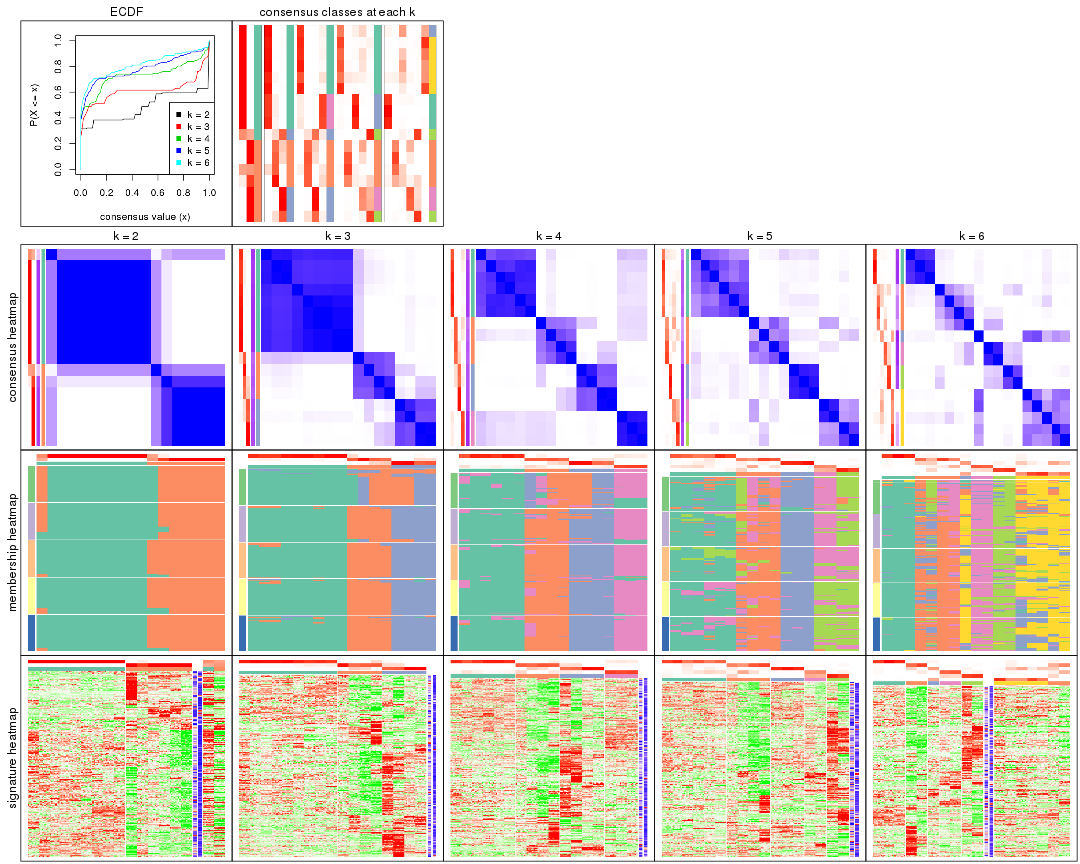 ECDF
consensus classes at each k
P(X <= x)
0.0 0.2 0.4 0.6 0.8 1.0
k = 2
k = 3
k = 4
k = 5
k = 6
0.0 0.2 0.4 0.6 0.8 1.0
consensus value (x)
k = 2 k = 3 k = 4 k = 5 k = 6
consensus heatmap
membership heatmap
signature heatmap